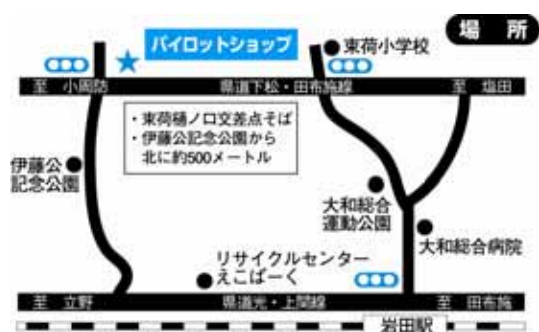 場 所
パイロットショップ
東荷小学校
至 小周防
県道下松・田布施線
至 塩田
・東荷樋ノ口交差点そば
・伊藤公記念公園から
北に約500メートル
伊藤公
記念公園
大和総合
運動公園
大和総合病院
リサイクルセンター
えこぱーく
至 立野
県道光・上関線
至 田布施
岩田駅